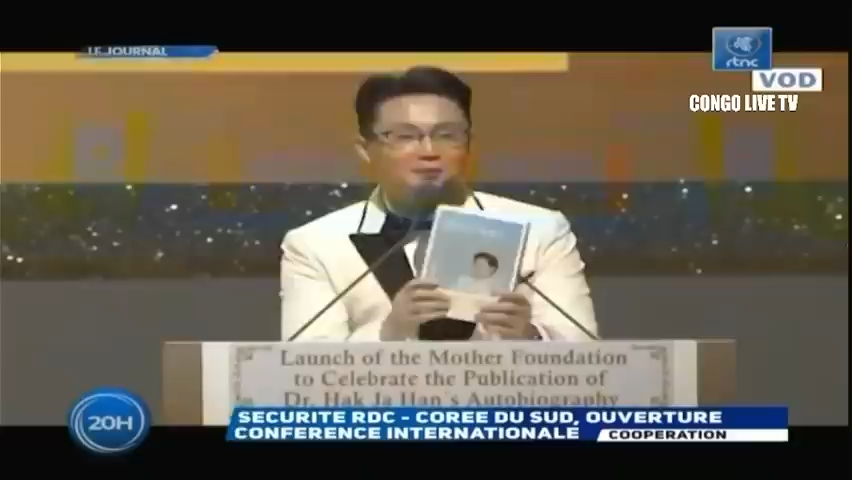 LE JOURNAL
rtnc
VOD
CONGO LIVE TV
Launch of the Mother Foundation
to Celebrate the Publication of
Dr. Hak Ja Han's Autobiography
20H
SECURITE RDC - COREE DU SUD, OUVERTURE
CONFERENCE INTERNATIONALE
COOPERATION